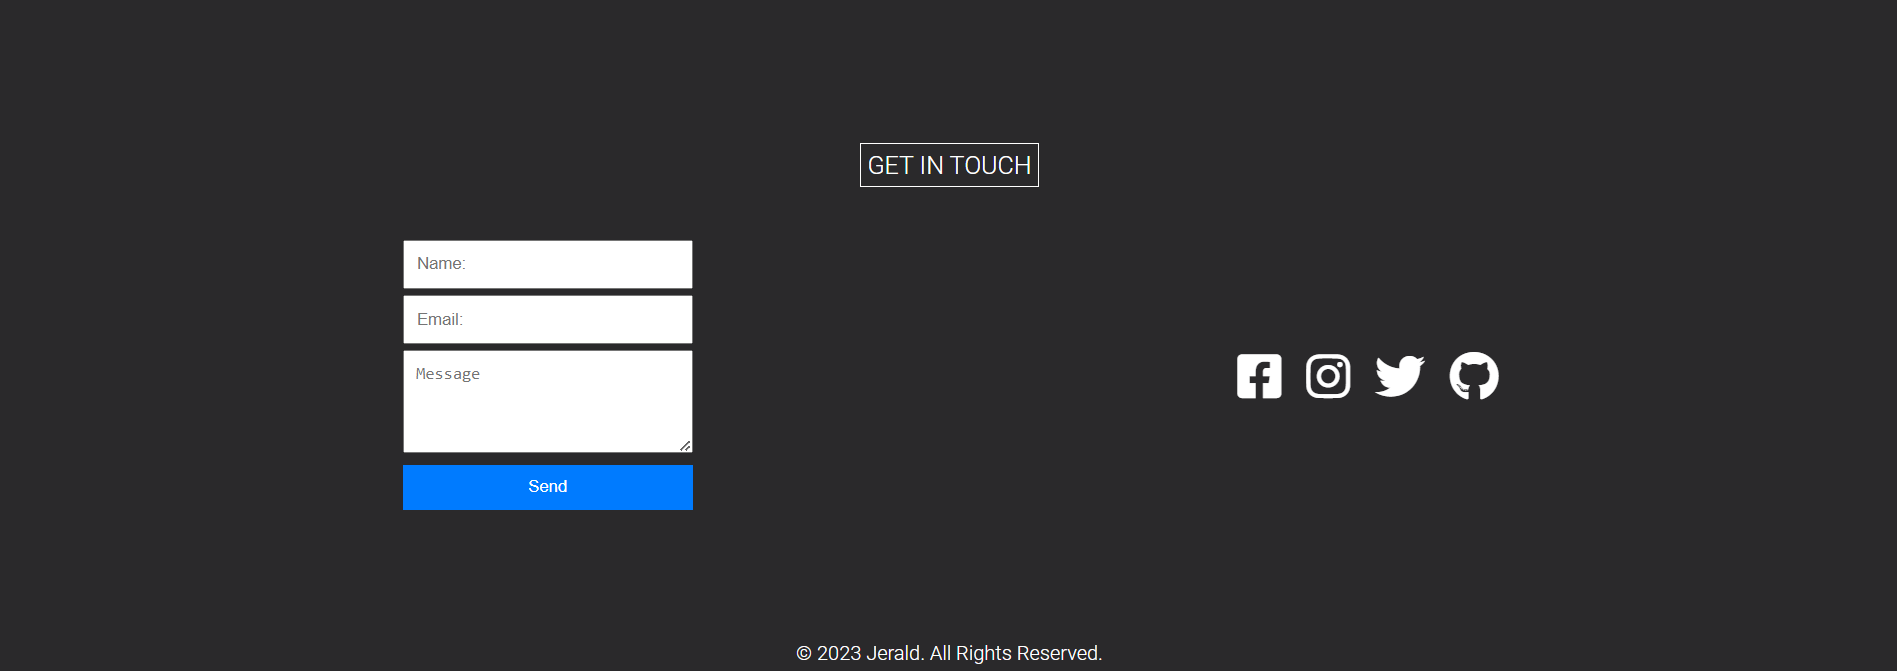 GET IN TOUCH
Name:
Email:
Message
Send
© 2023 Jerald. All Rights Reserved.